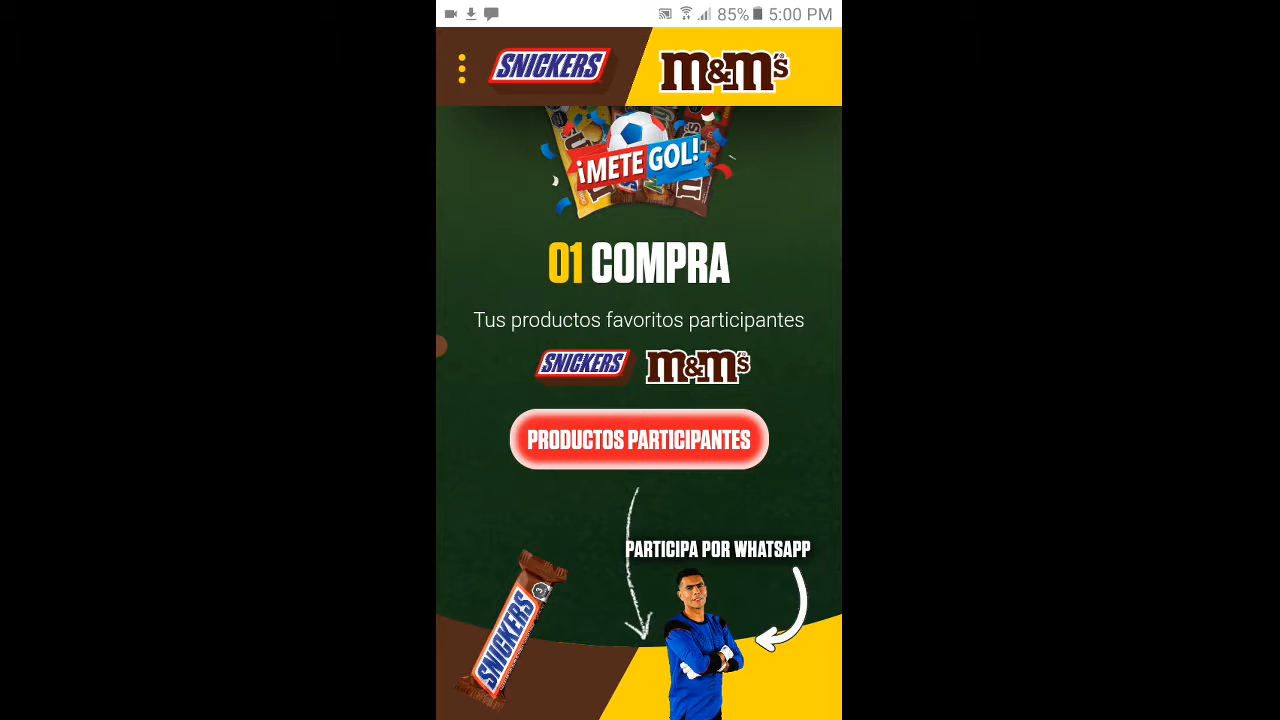 85% 5:00 PM
SNICKERS m&m's
¡METE GOL!
01 COMPRA
Tus productos favoritos participantes
SNICKERS m&m's
PRODUCTOS PARTICIPANTES
PARTICIPA POR WHATSAPP
SNICKERS